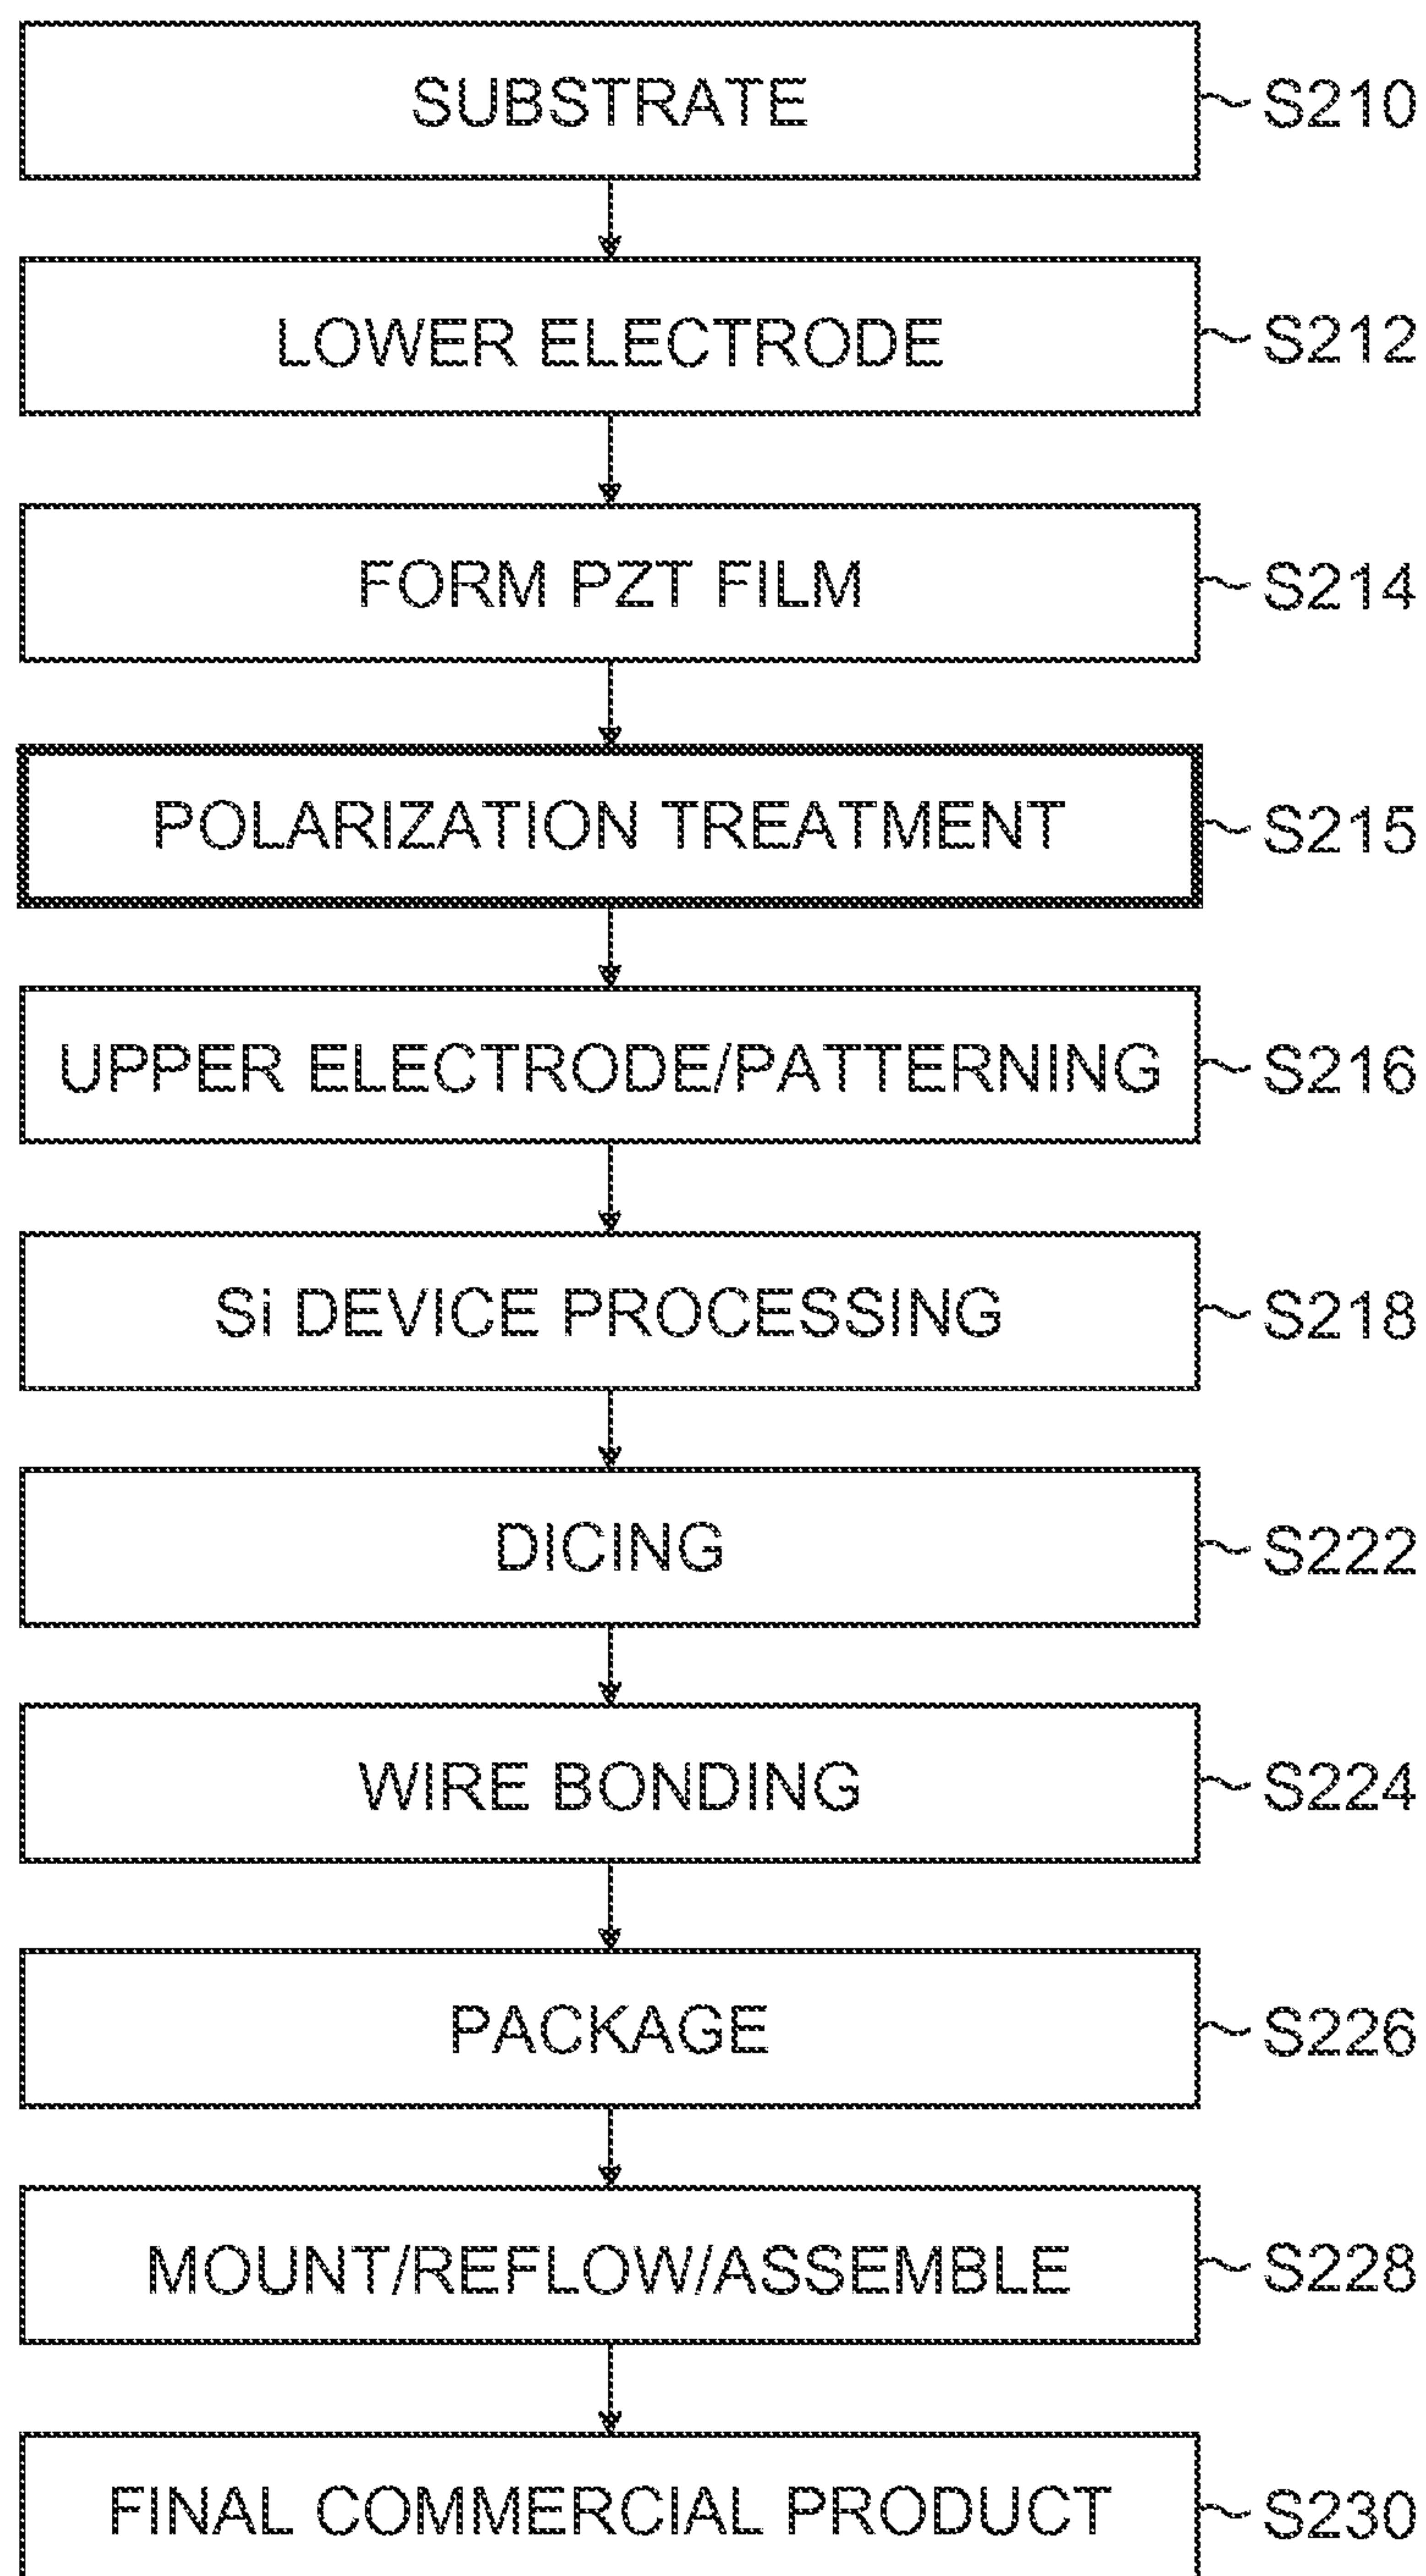 SUBSTRATE S210
LOWER ELECTRODE S212
FORM PZT FILM S214
POLARIZATION TREATMENT S215
UPPER ELECTRODE/PATTERNING S216
Si DEVICE PROCESSING S218
DICING S222
WIRE BONDING S224
PACKAGE S226
MOUNT/REFLOW/ASSEMBLE S228
FINAL COMMERCIAL PRODUCT S230